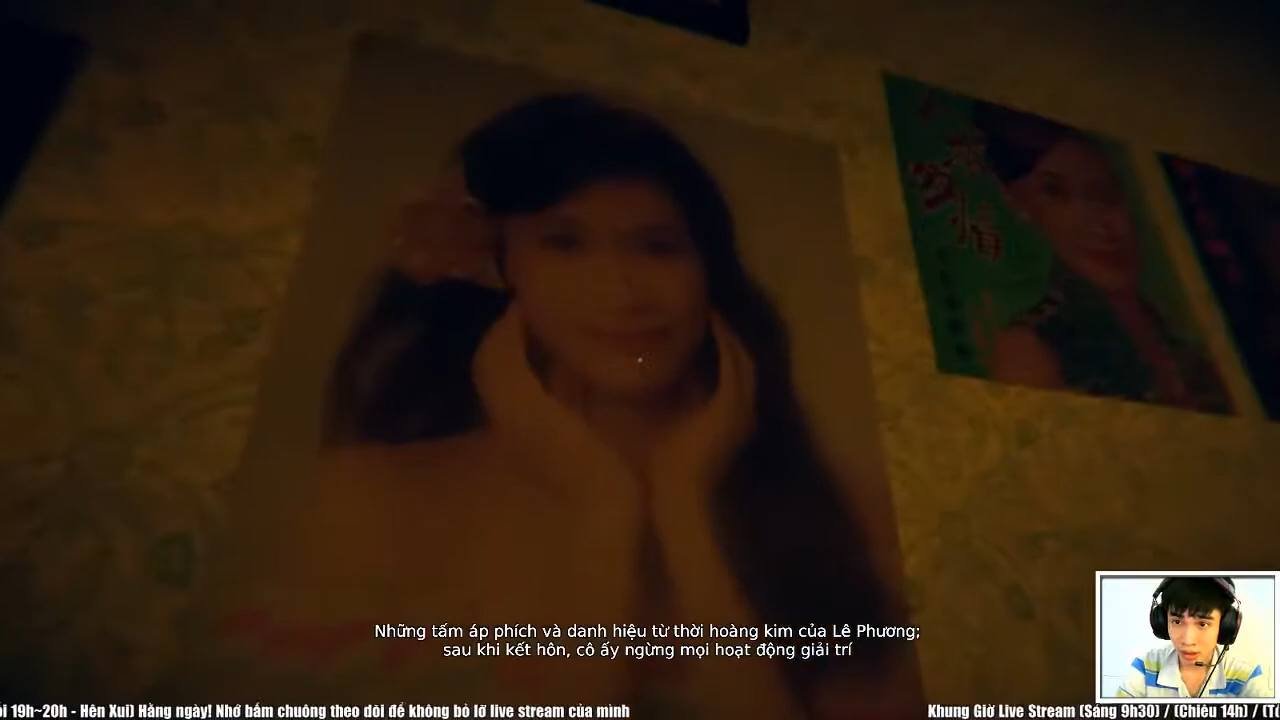 Những tấm áp phích và danh hiệu từ thời hoàng kim của Lê Phương;
sau khi kết hôn, cô ấy ngừng mọi hoạt động giải trí
19h~20h - Hên Xui) Hằng ngày! Nhớ bấm chuông theo dõi để không bỏ lỡ live stream của mình
Khung Giờ Live Stream (Sáng 9h30) / (Chiều 14h) /